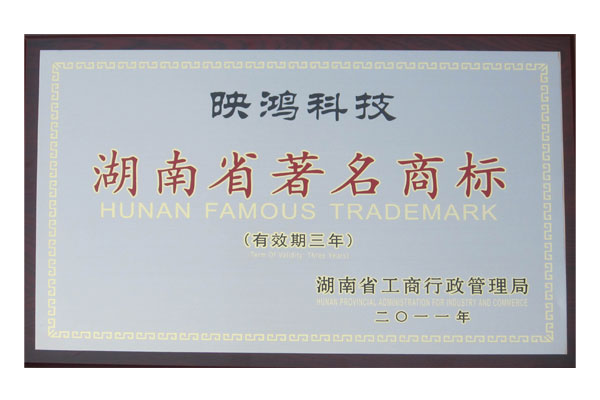 映鸿科技
湖南省著名商标
HUNAN FAMOUS TRADEMARK
（有效期三年）
(Term Of Validity: Three Years)
湖南省工商行政管理局
HUNAN PROVINCIAL ADMINISTRATION FOR INDUSTRY AND COMMERCE
二〇一一年